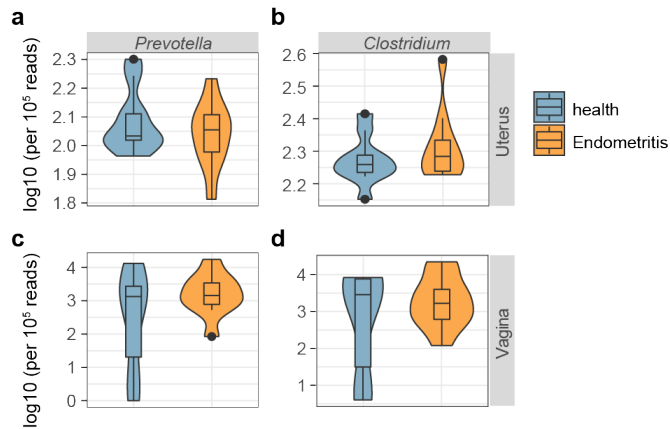 a
Prevotella
log10 (per 10⁵ reads)
2.3
2.2
2.1
2.0
1.9
1.8
b
Clostridium
2.6
2.5
2.4
2.3
2.2
Uterus
health
Endometritis
c
log10 (per 10⁵ reads)
4
3
2
1
0
d
4
3
2
1
Vagina